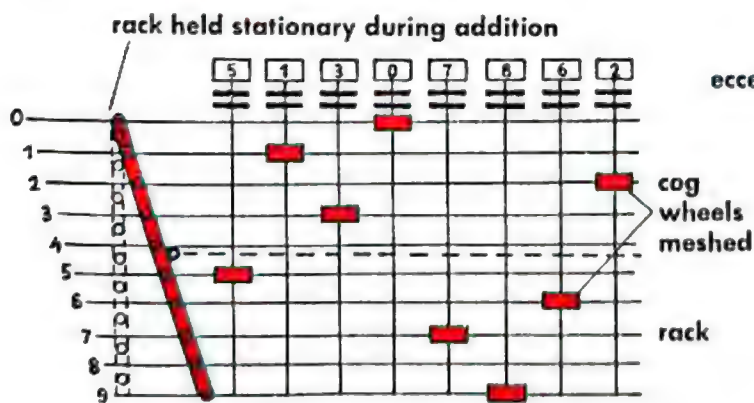 rack held stationary during addition
5 1 3 0 7 6 2
ecce
0
1
2
3
4
5
6
7
8
9
cog
wheels
meshed
rack